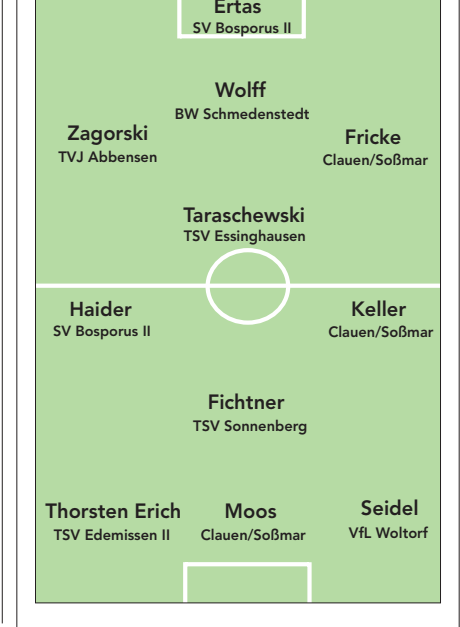 Ertas
SV Bosporus II
Wolff
BW Schmedenstedt
Zagorski
TVJ Abbensen
Fricke
Clauen/Soßmar
Taraschewski
TSV Essinghausen
Haider
SV Bosporus II
Keller
Clauen/Soßmar
Fichtner
TSV Sonnenberg
Thorsten Erich
TSV Edemissen II
Moos
Clauen/Soßmar
Seidel
VfL Woltorf